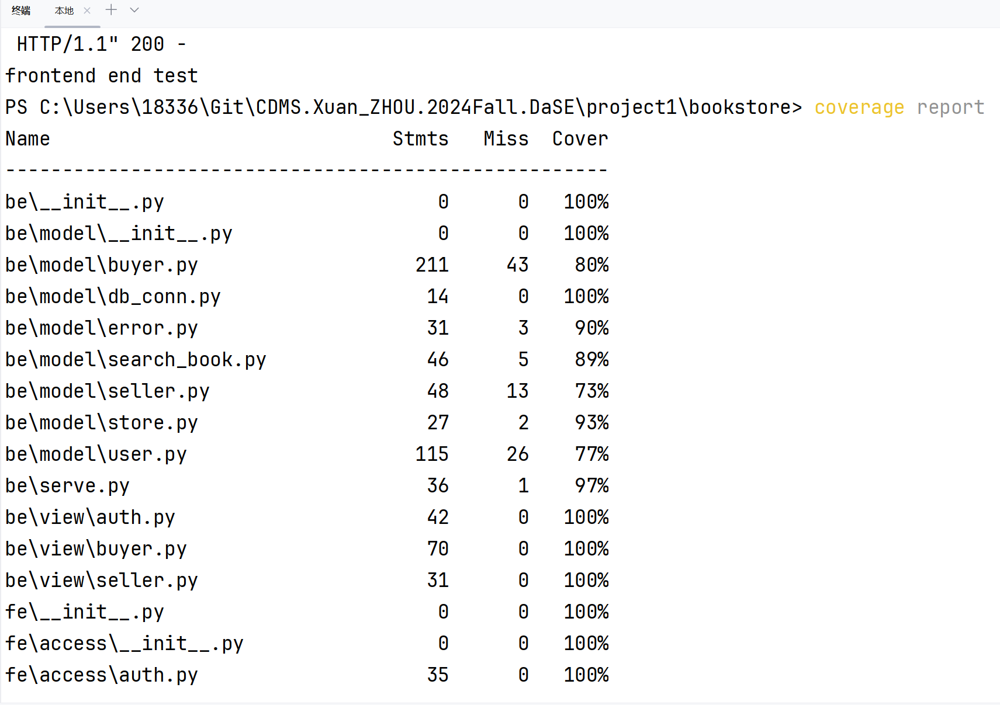 终端 本地
HTTP/1.1" 200 -
frontend end test
PS C:\Users\18336\Git\CDMS.Xuan_ZHOU.2024Fall.DaSE\project1\bookstore> coverage report
Name                                  Stmts   Miss  Cover
-----------------------------------------------------
be\__init__.py                            0      0   100%
be\model\__init__.py                      0      0   100%
be\model\buyer.py                       211     43    80%
be\model\db_conn.py                      14      0   100%
be\model\error.py                        31      3    90%
be\model\search_book.py                  46      5    89%
be\model\seller.py                       48     13    73%
be\model\store.py                        27      2    93%
be\model\user.py                        115     26    77%
be\serve.py                              36      1    97%
be\view\auth.py                          42      0   100%
be\view\buyer.py                         70      0   100%
be\view\seller.py                        31      0   100%
fe\__init__.py                            0      0   100%
fe\access\__init__.py                     0      0   100%
fe\access\auth.py                        35      0   100%